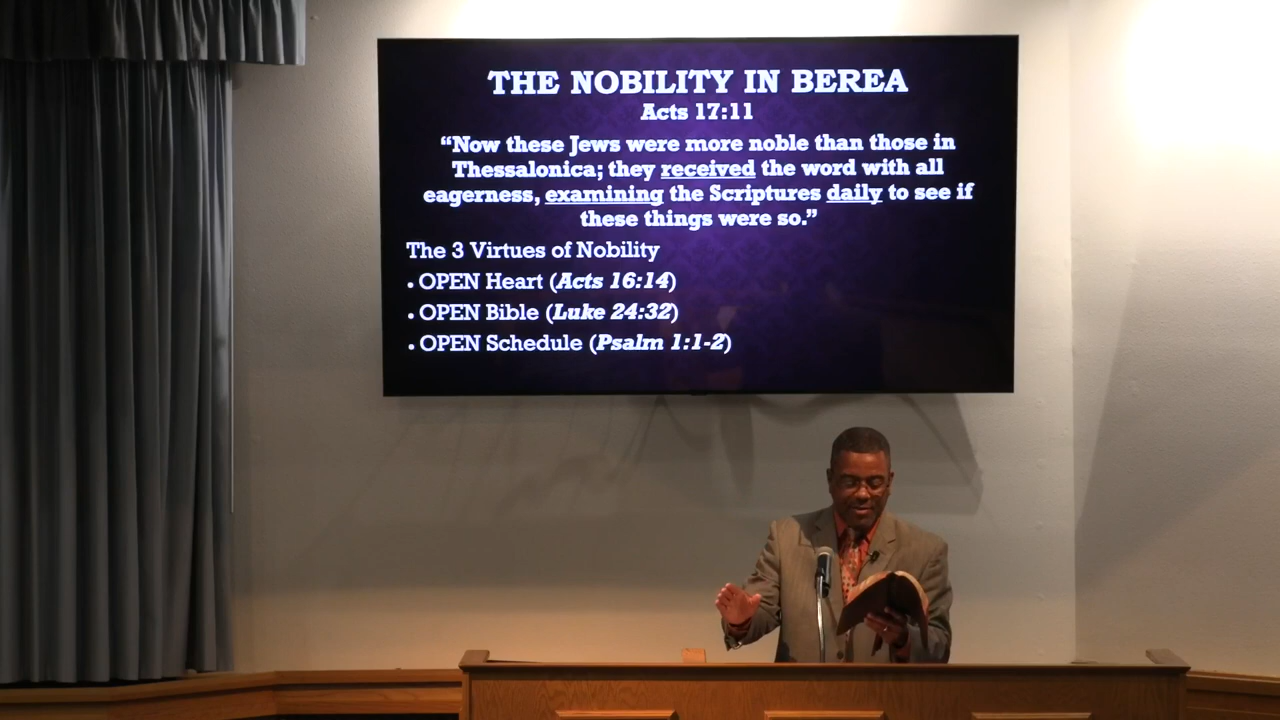 THE NOBILITY IN BEREA
Acts 17:11
“Now these Jews were more noble than those in
Thessalonica; they received the word with all
eagerness, examining the Scriptures daily to see if
these things were so.”
The 3 Virtues of Nobility
• OPEN Heart (Acts 16:14)
• OPEN Bible (Luke 24:32)
• OPEN Schedule (Psalm 1:1-2)